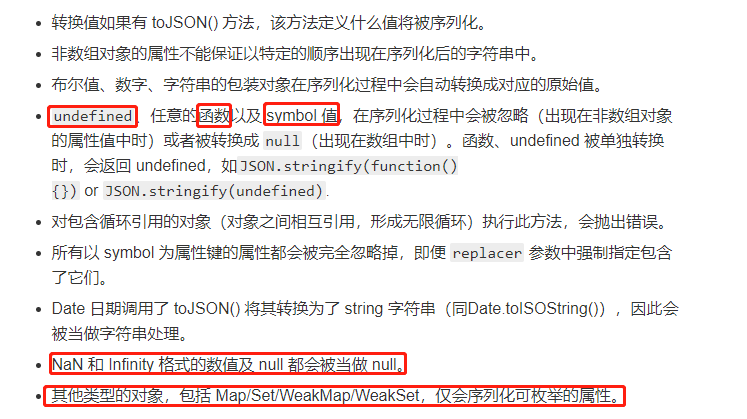 转换值如果有 toJSON() 方法，该方法定义什么值将被序列化。
非数组对象的属性不能保证以特定的顺序出现在序列化后的字符串中。
布尔值、数字、字符串的包装对象在序列化过程中会自动转换成对应的原始值。
undefined、任意的函数以及 symbol 值，在序列化过程中会被忽略（出现在非数组对象
的属性值中时）或者被转换成 null（出现在数组中时）。函数、undefined 被单独转换
时，会返回 undefined，如JSON.stringify(function()
{}) or JSON.stringify(undefined).
对包含循环引用的对象（对象之间相互引用，形成无限循环）执行此方法，会抛出错误。
所有以 symbol 为属性键的属性都会被完全忽略掉，即便 replacer 参数中强制指定包含
了它们。
Date 日期调用了 toJSON() 将其转换为了 string 字符串（同Date.toISOString()），因此会
被当做字符串处理。
NaN 和 Infinity 格式的数值及 null 都会被当做 null。
其他类型的对象，包括 Map/Set/WeakMap/WeakSet，仅会序列化可枚举的属性。